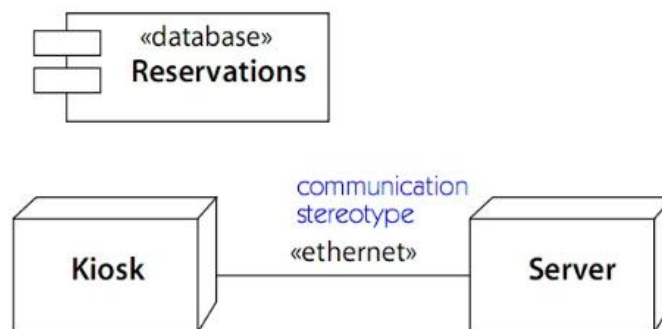 «database»
Reservations
communication
stereotype
«ethernet»
Kiosk
Server